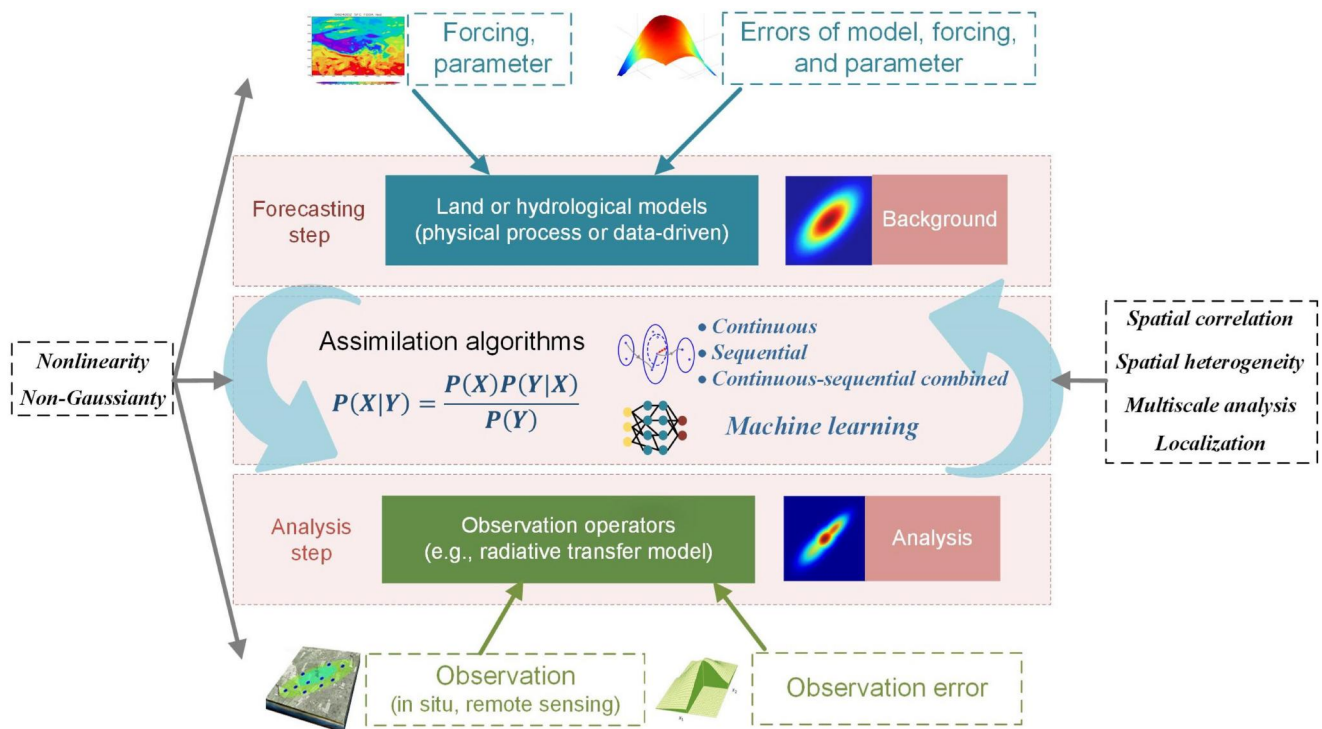 Forcing,
parameter
Errors of model, forcing,
and parameter
Forecasting
step
Land or hydrological models
(physical process or data-driven)
Background
Nonlinearity
Non-Gaussianty
Assimilation algorithms
P(X|Y) = P(X)P(Y|X) / P(Y)
• Continuous
• Sequential
• Continuous-sequential combined
Machine learning
Spatial correlation
Spatial heterogeneity
Multiscale analysis
Localization
Analysis
step
Observation operators
(e.g., radiative transfer model)
Analysis
Observation
(in situ, remote sensing)
Observation error